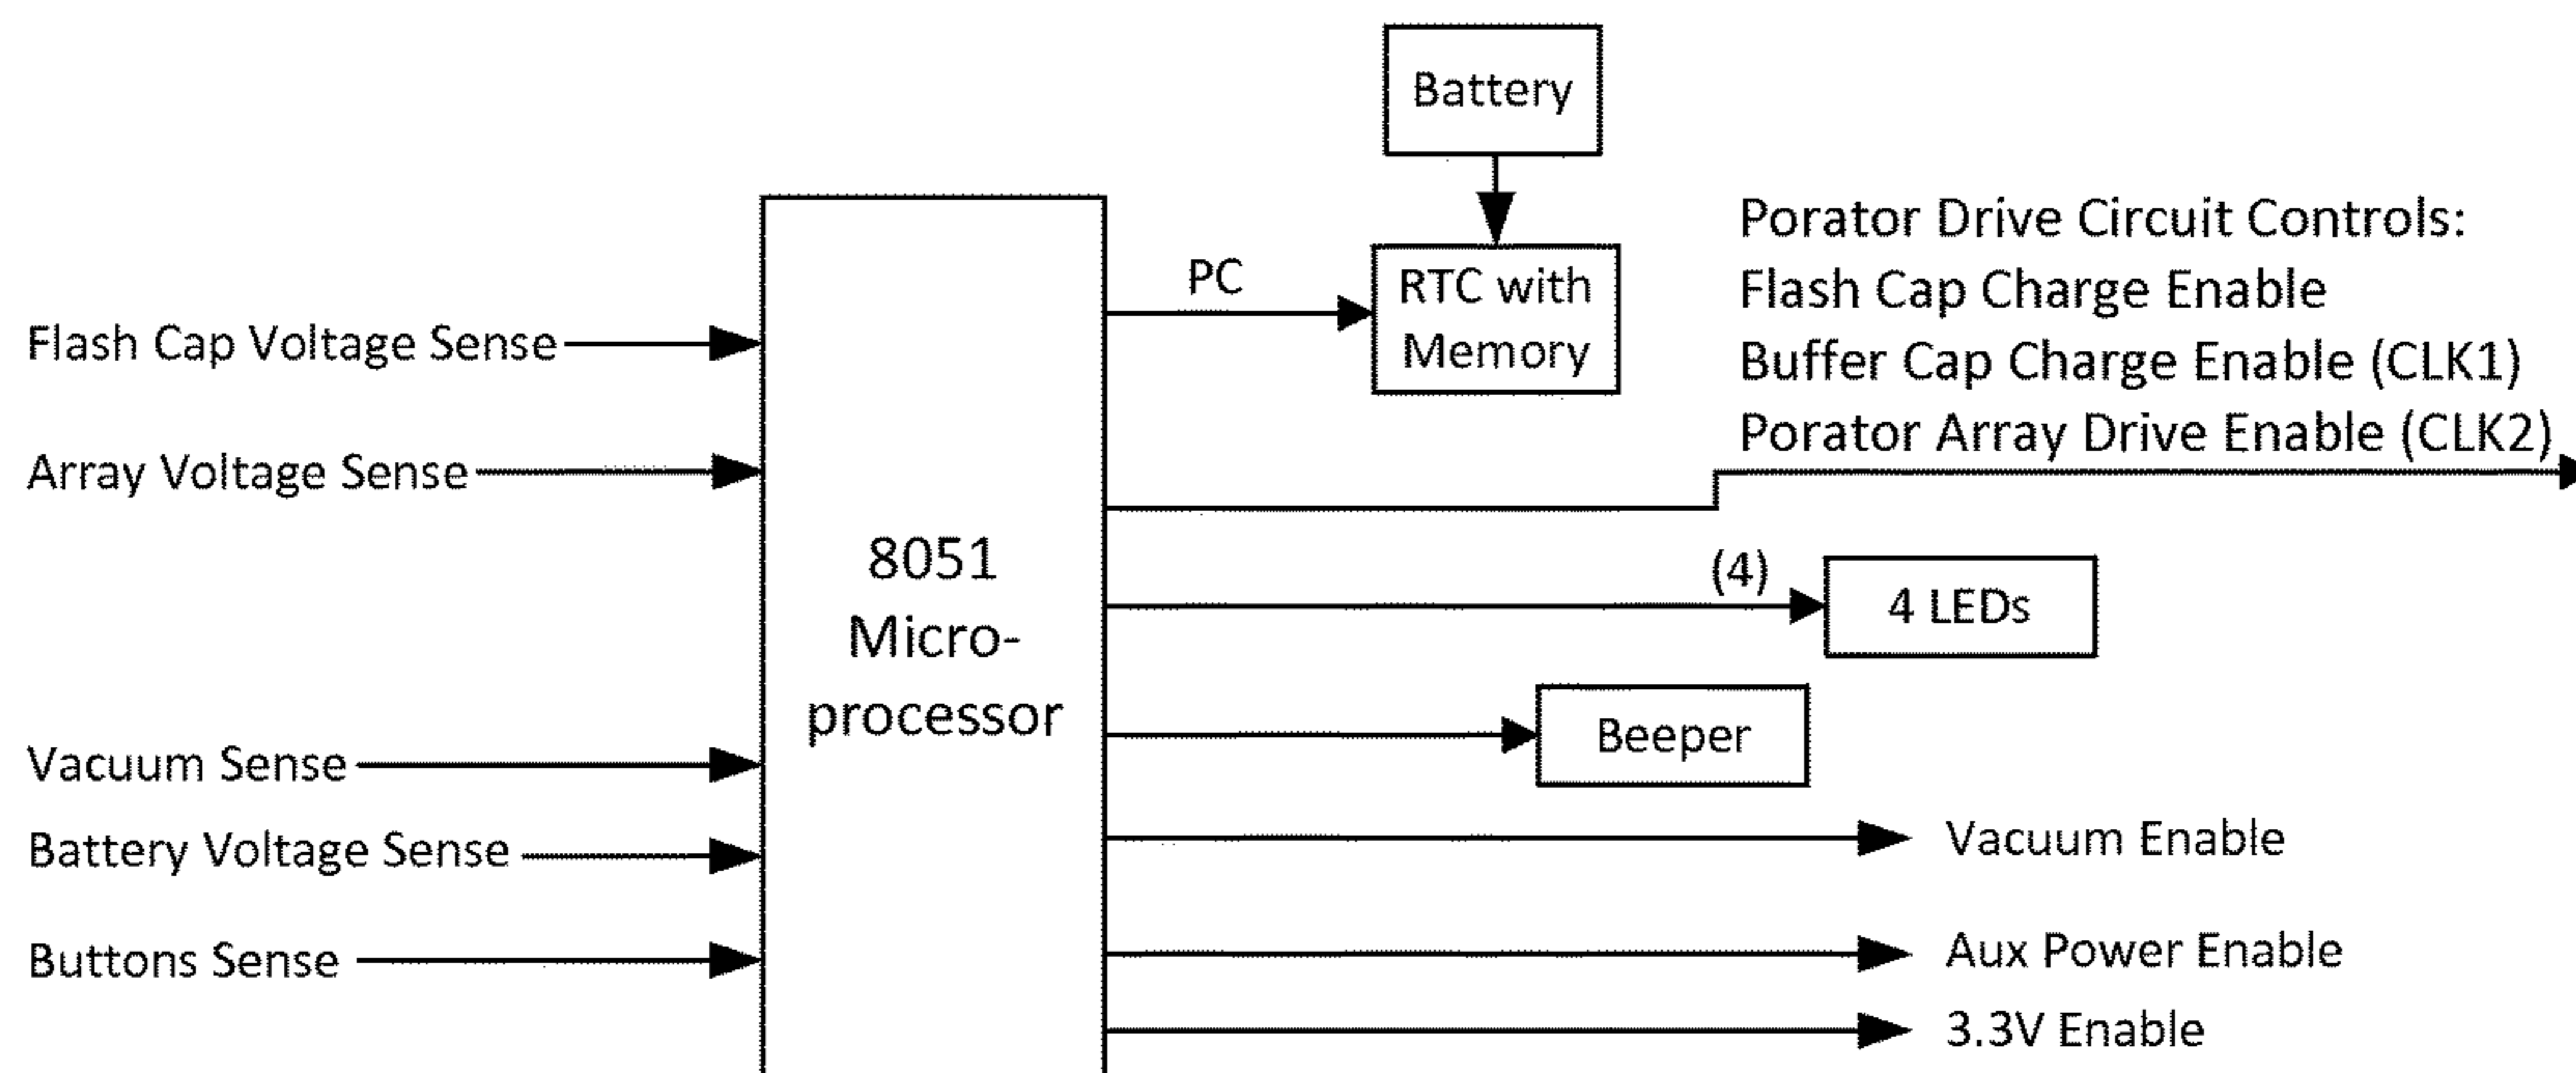 Battery
Porator Drive Circuit Controls:
Flash Cap Charge Enable
Buffer Cap Charge Enable (CLK1)
Porator Array Drive Enable (CLK2)
PC
RTC with
Memory
Flash Cap Voltage Sense
Array Voltage Sense
8051
Micro-
processor
(4)
4 LEDs
Beeper
Vacuum Sense
Battery Voltage Sense
Buttons Sense
Vacuum Enable
Aux Power Enable
3.3V Enable